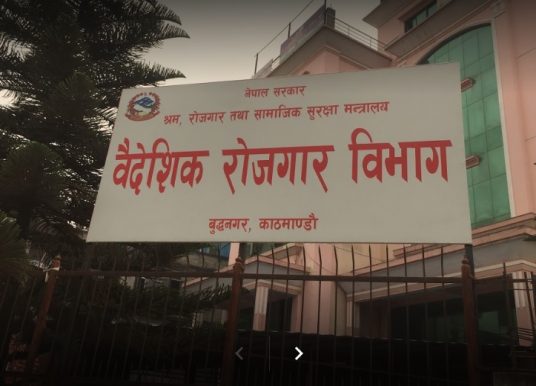 नेपाल सरकार
श्रम, रोजगार तथा सामाजिक सुरक्षा मन्त्रालय
वैदेशिक रोजगार विभाग
बुद्धनगर, काठमाण्डौ